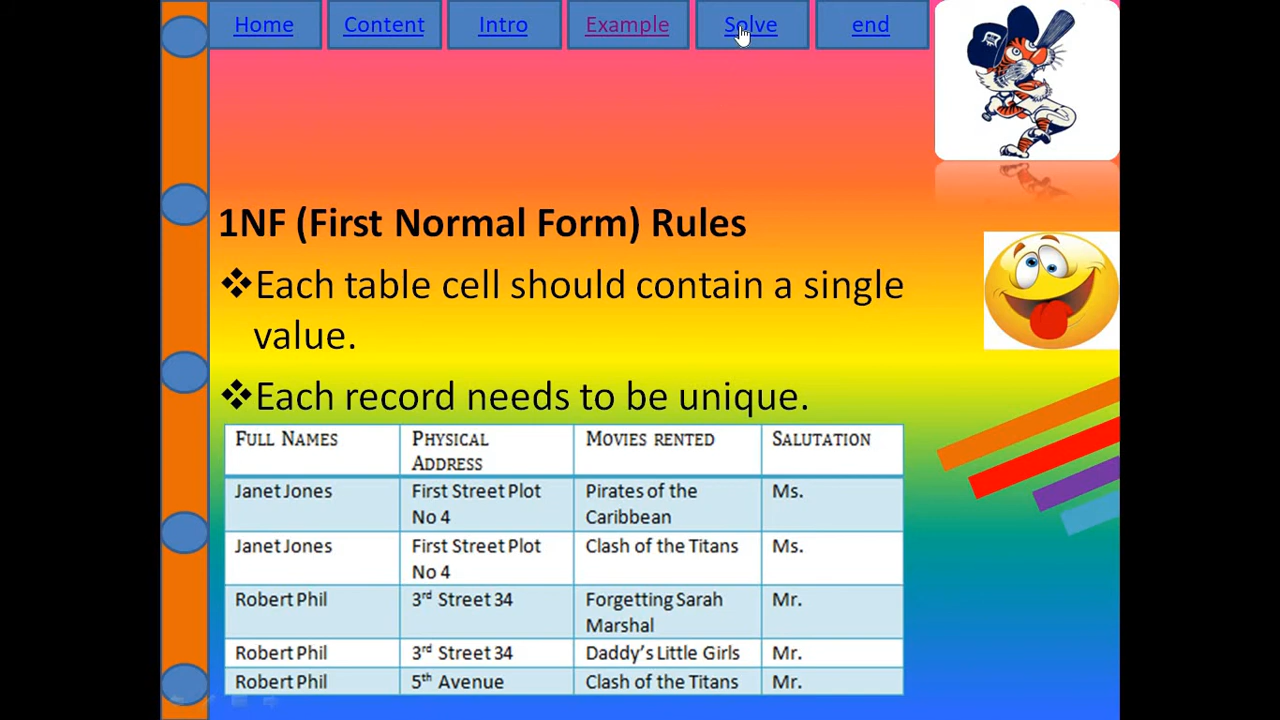 Home Content Intro Example Solve end
1NF (First Normal Form) Rules
❖Each table cell should contain a single
value.
❖Each record needs to be unique.
FULL NAMES PHYSICAL ADDRESS MOVIES RENTED SALUTATION
Janet Jones First Street Plot No 4 Pirates of the Caribbean Ms.
Janet Jones First Street Plot No 4 Clash of the Titans Ms.
Robert Phil 3rd Street 34 Forgetting Sarah Marshal Mr.
Robert Phil 3rd Street 34 Daddy's Little Girls Mr.
Robert Phil 5th Avenue Clash of the Titans Mr.